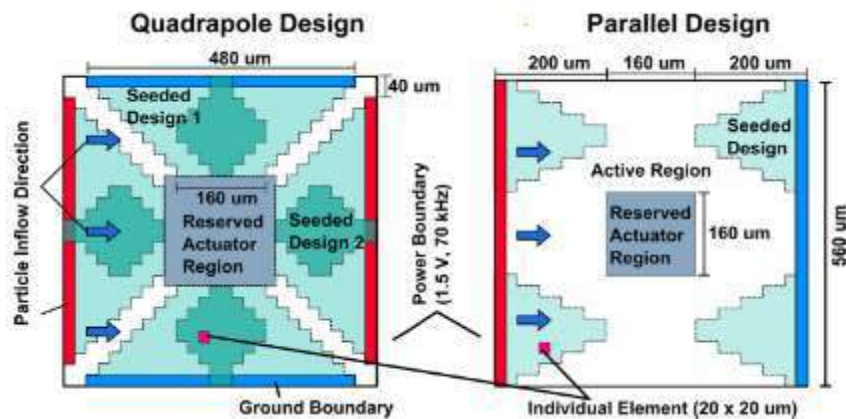 Quadrapole Design
Parallel Design
480 um
200 um
160 um
200 um
40 um
Seeded
Design 1
Seeded
Design
Active Region
160 um
Reserved
Actuator
Region
Seeded
Design 2
Reserved
Actuator
Region
160 um
560 um
Particle Inflow Direction
Power Boundary
(1.5 V, 70 kHz)
Ground Boundary
Individual Element (20 x 20 um)